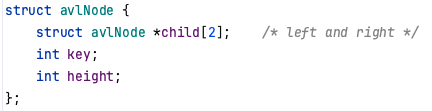 struct avlNode {
    struct avlNode *child[2];    /* left and right */
    int key;
    int height;
};